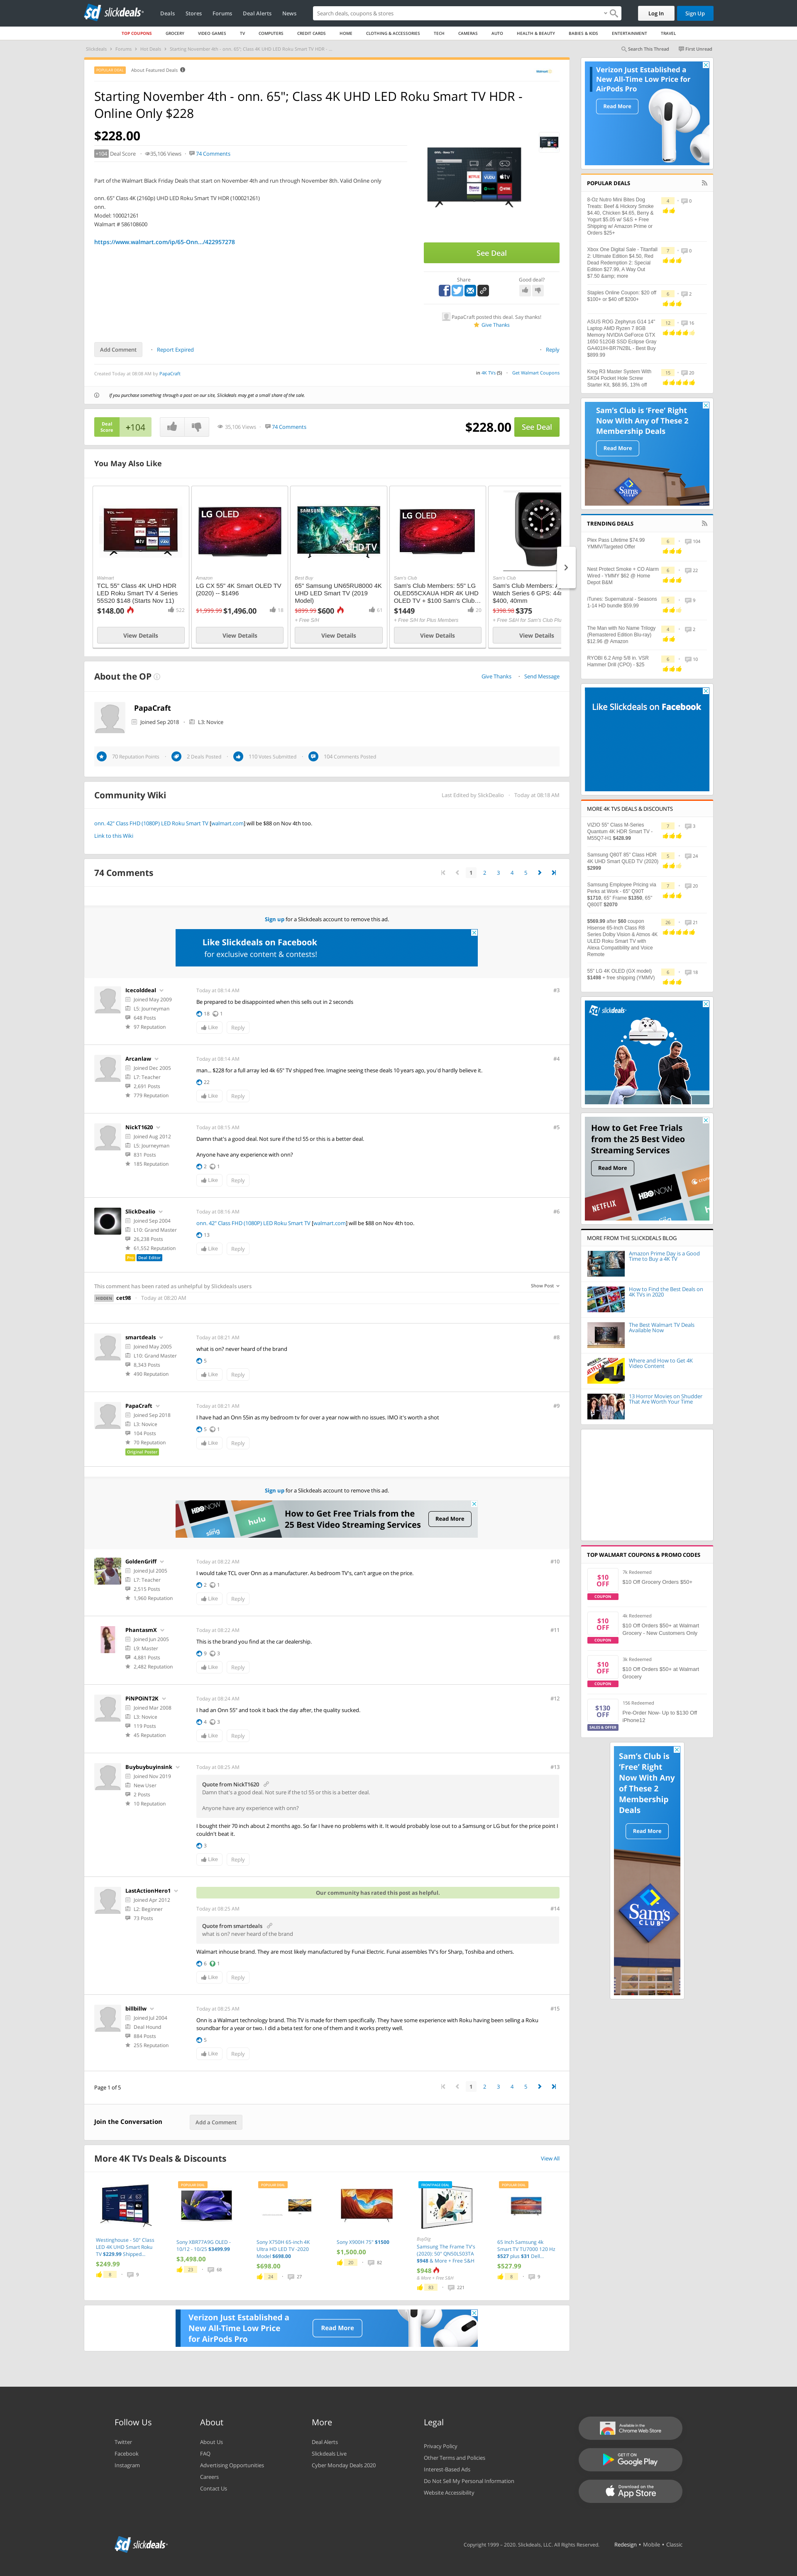 slickdeals
Deals Stores Forums Deal Alerts News
Search deals, coupons & stores
Log In Sign Up
TOP COUPONS GROCERY VIDEO GAMES TV COMPUTERS CREDIT CARDS HOME CLOTHING & ACCESSORIES TECH CAMERAS AUTO HEALTH & BEAUTY BABIES & KIDS ENTERTAINMENT TRAVEL
Slickdeals > Forums > Hot Deals > Starting November 4th - onn. 65"; Class 4K UHD LED Roku Smart TV HDR - ...
Search This Thread First Unread
POPULAR DEAL About Featured Deals
Starting November 4th - onn. 65"; Class 4K UHD LED Roku Smart TV HDR -
Online Only $228
$228.00
+104 Deal Score 35,106 Views 74 Comments
Part of the Walmart Black Friday Deals that start on November 4th and run through November 8th. Valid Online only
onn. 65" Class 4K (2160p) UHD LED Roku Smart TV HDR (100021261)
onn.
Model: 100021261
Walmart # 586108600
https://www.walmart.com/ip/65-Onn.../422957278
See Deal
Share Good deal?
PapaCraft posted this deal. Say thanks!
Give Thanks
Add Comment Report Expired Reply
Created Today at 08:08 AM by PapaCraft
in 4K TVs (5) Get Walmart Coupons
If you purchase something through a post on our site, Slickdeals may get a small share of the sale.
Deal
Score +104 35,106 Views 74 Comments $228.00 See Deal
You May Also Like
Walmart
TCL 55" Class 4K UHD HDR
LED Roku Smart TV 4 Series
55S20 $148 (Starts Nov 11)
$148.00 522
View Details
Amazon
LG CX 55" 4K Smart OLED TV
(2020) -- $1496
$1,999.99 $1,496.00 18
View Details
Best Buy
65" Samsung UN65RU8000 4K
UHD LED Smart TV (2019
Model)
$899.99 $600 61
+ Free S/H
View Details
Sam's Club
Sam's Club Members: 55" LG
OLED55CXAUA HDR 4K UHD
OLED TV + $100 Sam's Club...
$1449 20
+ Free S/H for Plus Members
View Details
Sam's Club
Watch Series 6 GPS: 44
$400, 40mm
$398.98 $375
View Details
About the OP Give Thanks Send Message
PapaCraft
Joined Sep 2018 L3: Novice
70 Reputation Points 2 Deals Posted 110 Votes Submitted 104 Comments Posted
Community Wiki Last Edited by SlickDealio Today at 08:18 AM
onn. 42" Class FHD (1080P) LED Roku Smart TV [walmart.com] will be $88 on Nov 4th too.
Link to this Wiki
74 Comments 1 2 3 4 5
Sign up for a Slickdeals account to remove this ad.
Like Slickdeals on Facebook
for exclusive content & contests!
Icecolddeal
Joined May 2009
L5: Journeyman
648 Posts
97 Reputation
Today at 08:14 AM #3
Be prepared to be disappointed when this sells out in 2 seconds
18 1
Like Reply
Arcanlaw
Joined Dec 2005
L7: Teacher
2,691 Posts
779 Reputation
Today at 08:14 AM #4
man... $228 for a full array led 4k 65" TV shipped free. Imagine seeing these deals 10 years ago, you'd hardly believe it.
22
Like Reply
NickT1620
Joined Aug 2012
L5: Journeyman
831 Posts
185 Reputation
Today at 08:15 AM #5
Damn that's a good deal. Not sure if the tcl 55 or this is a better deal.
Anyone have any experience with onn?
2 1
Like Reply
SlickDealio
Joined Sep 2004
L10: Grand Master
26,238 Posts
61,552 Reputation
Pro Deal Editor
Today at 08:16 AM #6
onn. 42" Class FHD (1080P) LED Roku Smart TV [walmart.com] will be $88 on Nov 4th too.
13
Like Reply
This comment has been rated as unhelpful by Slickdeals users Show Post
HIDDEN cet98 Today at 08:20 AM
smartdeals
Joined May 2005
L10: Grand Master
8,343 Posts
490 Reputation
Today at 08:21 AM #8
what is on? never heard of the brand
5
Like Reply
PapaCraft
Joined Sep 2018
L3: Novice
104 Posts
70 Reputation
Original Poster
Today at 08:21 AM #9
I have had an Onn 55in as my bedroom tv for over a year now with no issues. IMO it's worth a shot
5 1
Like Reply
Sign up for a Slickdeals account to remove this ad.
sling hulu
How to Get Free Trials from the
25 Best Video Streaming Services
Read More
GoldenGriff
Joined Jul 2005
L7: Teacher
2,515 Posts
1,960 Reputation
Today at 08:22 AM #10
I would take TCL over Onn as a manufacturer. As bedroom TV's, can't argue on the price.
2 1
Like Reply
PhantasmX
Joined Jun 2005
L9: Master
4,881 Posts
2,482 Reputation
Today at 08:22 AM #11
This is the brand you find at the car dealership.
9 3
Like Reply
PiNPOiNT2K
Joined Mar 2008
L3: Novice
119 Posts
45 Reputation
Today at 08:24 AM #12
I had an Onn 55" and took it back the day after, the quality sucked.
4 3
Like Reply
Buybuybuyinsink
Joined Nov 2019
New User
2 Posts
10 Reputation
Today at 08:25 AM #13
Quote from NickT1620
Damn that's a good deal. Not sure if the tcl 55 or this is a better deal.
Anyone have any experience with onn?
I bought their 70 inch about 2 months ago. So far I have no problems with it. It would probably lose out to a Samsung or LG but for the price point I
couldn't beat it.
3
Like Reply
LastActionHero1
Joined Apr 2012
L2: Beginner
73 Posts
Our community has rated this post as helpful.
Today at 08:25 AM #14
Quote from smartdeals
what is on? never heard of the brand
Walmart inhouse brand. They are most likely manufactured by Funai Electric. Funai assembles TV's for Sharp, Toshiba and others.
6 1
Like Reply
billbillw
Joined Jul 2004
Deal Hound
884 Posts
255 Reputation
Today at 08:25 AM #15
Onn is a Walmart technology brand. This TV is made for them specifically. They have some experience with Roku having been selling a Roku
soundbar for a year or two. I did a beta test for one of them and it works pretty well.
5
Like Reply
Page 1 of 5 1 2 3 4 5
Join the Conversation Add a Comment
More 4K TVs Deals & Discounts View All
Westinghouse - 50" Class
LED 4K UHD Smart Roku
TV $229.99 Shipped...
$249.99
8 9
POPULAR DEAL
Sony XBR77A9G OLED -
10/12 - 10/25 $3499.99
$3,498.00
23 68
POPULAR DEAL
Sony X750H 65-inch 4K
Ultra HD LED TV -2020
Model $698.00
$698.00
24 27
Sony X900H 75" $1500
$1,500.00
20 82
FRONTPAGE DEAL
BuyDig
Samsung The Frame TV's
(2020): 50" QN50LS03TA
$948 & More + Free S&H
$948
& More + Free S&H
83 221
POPULAR DEAL
65 Inch Samsung 4k
Smart TV TU7000 120 Hz
$527 plus $31 Dell...
$527.99
8 9
Verizon Just Established a
New All-Time Low Price
for AirPods Pro
Read More
Verizon Just Established a
New All-Time Low Price for
AirPods Pro
Read More
POPULAR DEALS
8-Oz Nutro Mini Bites Dog
Treats: Beef & Hickory Smoke
$4.40, Chicken $4.65, Berry &
Yogurt $5.05 w/ S&S + Free
Shipping w/ Amazon Prime or
Orders $25+
4 0
Xbox One Digital Sale - Titanfall
2: Ultimate Edition $4.50, Red
Dead Redemption 2: Special
Edition $27.99, A Way Out
$7.50 &amp; more
7 0
Staples Online Coupon: $20 off
$100+ or $40 off $200+
6 2
ASUS ROG Zephyrus G14 14"
Laptop AMD Ryzen 7 8GB
Memory NVIDIA GeForce GTX
1650 512GB SSD Eclipse Gray
GA401IH-BR7N2BL - Best Buy
$899.99
12 16
Kreg R3 Master System With
SK04 Pocket Hole Screw
Starter Kit, $68.95, 13% off
15 20
Sam's Club is 'Free' Right
Now With Any of These 2
Membership Deals
Read More
TRENDING DEALS
Plex Pass Lifetime $74.99
YMMV/Targeted Offer
6 104
Nest Protect Smoke + CO Alarm
Wired - YMMY $62 @ Home
Depot B&M
6 22
iTunes; Supernatural - Seasons
1-14 HD bundle $59.99
5 9
The Man with No Name Trilogy
(Remastered Edition Blu-ray)
$12.96 @ Amazon
4 2
RYOBI 6.2 Amp 5/8 in. VSR
Hammer Drill (CPO) - $25
6 10
Like Slickdeals on Facebook
MORE 4K TVS DEALS & DISCOUNTS
VIZIO 55" Class M-Series
Quantum 4K HDR Smart TV -
M55Q7-H1 $428.99
7 3
Samsung Q80T 85" Class HDR
4K UHD Smart QLED TV (2020)
$2999
5 24
Samsung Employee Pricing via
Perks at Work - 65" Q90T
$1710, 65" Frame $1350, 65"
Q800T $2070
7 20
$569.99 after $60 coupon
Hisense 65-Inch Class R8
Series Dolby Vision & Atmos 4K
ULED Roku Smart TV with
Alexa Compatibility and Voice
Remote
26 21
55" LG 4K OLED (GX model)
$1498 + free shipping (YMMV)
6 18
slickdeals
How to Get Free Trials
from the 25 Best Video
Streaming Services
Read More
NETFLIX HBO NOW sling
MORE FROM THE SLICKDEALS BLOG
Amazon Prime Day is a Good
Time to Buy a 4K TV
How to Find the Best Deals on
4K TVs in 2020
The Best Walmart TV Deals
Available Now
Where and How to Get 4K
Video Content
13 Horror Movies on Shudder
That Are Worth Your Time
TOP WALMART COUPONS & PROMO CODES
$10
OFF
COUPON
7k Redeemed
$10 Off Grocery Orders $50+
$10
OFF
COUPON
4k Redeemed
$10 Off Orders $50+ at Walmart
Grocery - New Customers Only
$10
OFF
COUPON
3k Redeemed
$10 Off Orders $50+ at Walmart
Grocery
$130
OFF
SALES & OFFER
156 Redeemed
Pre-Order Now- Up to $130 Off
iPhone12
Sam's Club is
'Free' Right
Now With Any
of These 2
Membership
Deals
Read More
Sam's
CLUB
Follow Us
Twitter
Facebook
Instagram
About
About Us
FAQ
Advertising Opportunities
Careers
Contact Us
More
Deal Alerts
Slickdeals Live
Cyber Monday Deals 2020
Legal
Privacy Policy
Other Terms and Policies
Interest-Based Ads
Do Not Sell My Personal Information
Website Accessibility
Available in the
Chrome Web Store
GET IT ON
Google Play
Download on the
App Store
slickdeals
Copyright 1999 - 2020. Slickdeals, LLC. All Rights Reserved. Redesign • Mobile • Classic